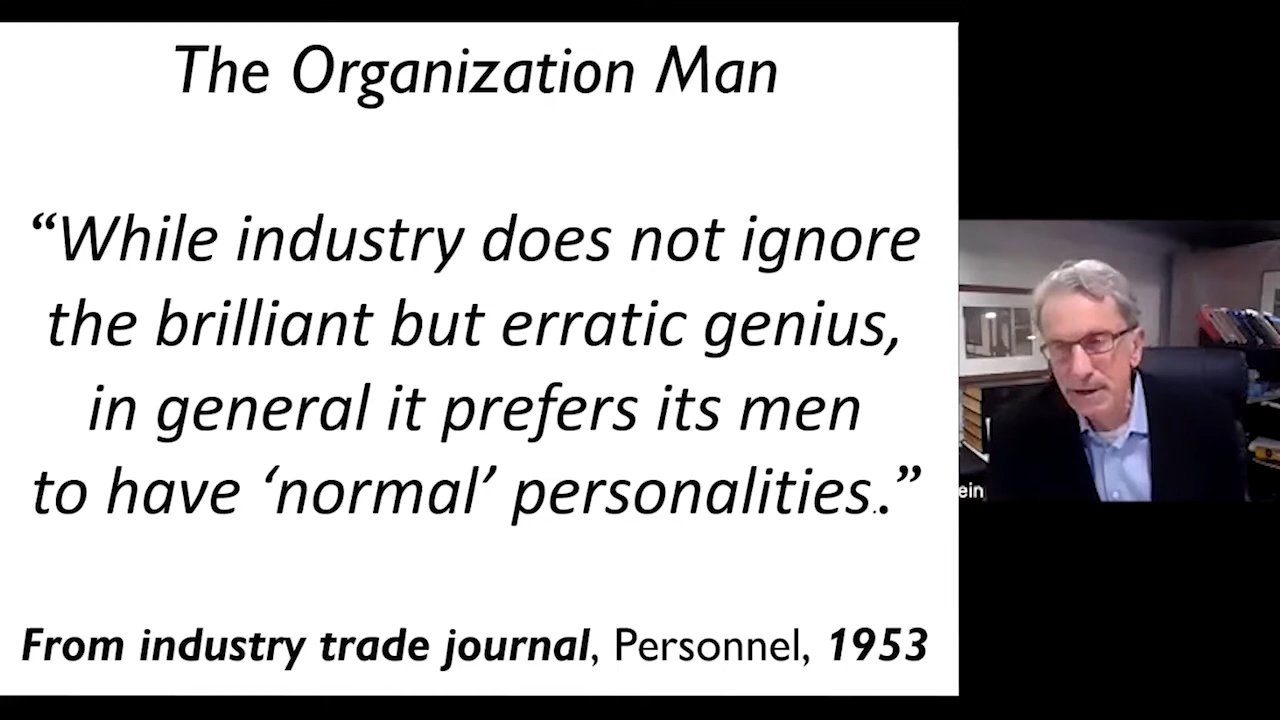 The Organization Man
“While industry does not ignore
the brilliant but erratic genius,
in general it prefers its men
to have ‘normal’ personalities..”
From industry trade journal, Personnel, 1953
ein